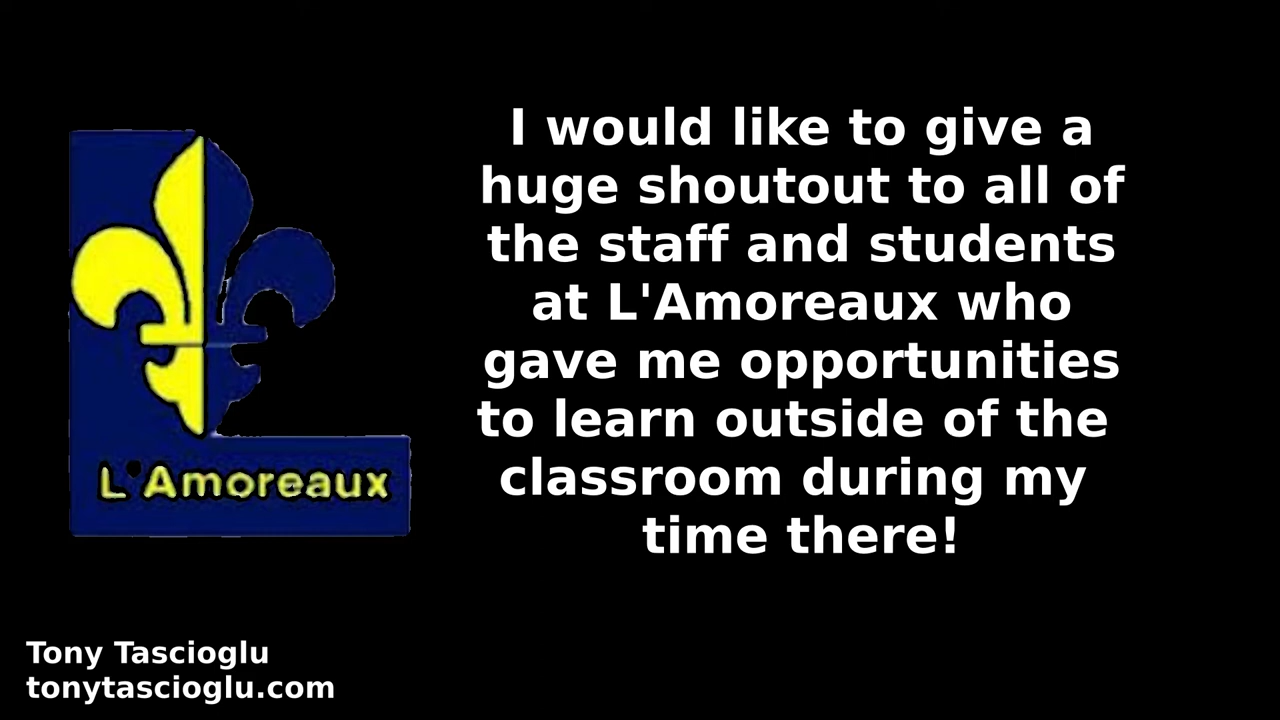 L'Amoreaux
I would like to give a
huge shoutout to all of
the staff and students
at L'Amoreaux who
gave me opportunities
to learn outside of the
classroom during my
time there!
Tony Tascioglu
tonytascioglu.com